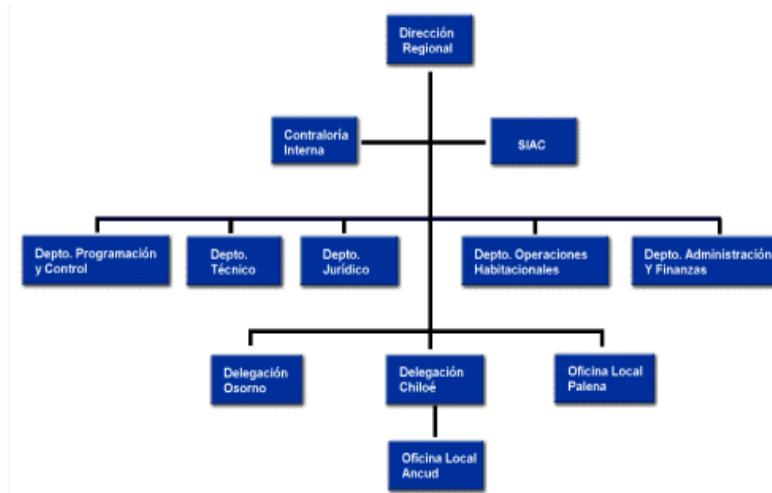 Dirección
Regional
Contraloría
Interna
SIAC
Depto. Programación
y Control
Depto.
Técnico
Depto.
Jurídico
Depto. Operaciones
Habitacionales
Depto. Administración
Y Finanzas
Delegación
Osorno
Delegación
Chiloé
Oficina Local
Palena
Oficina Local
Ancud